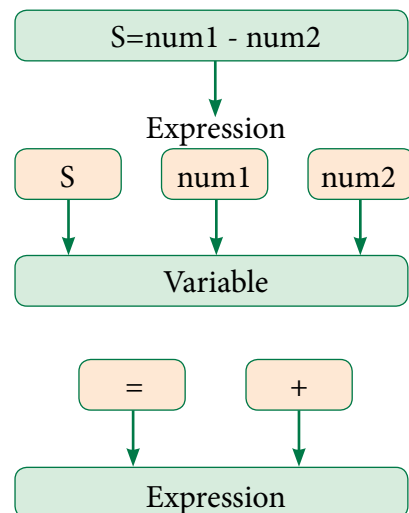 S=num1 - num2
Expression
S num1 num2
Variable
= +
Expression